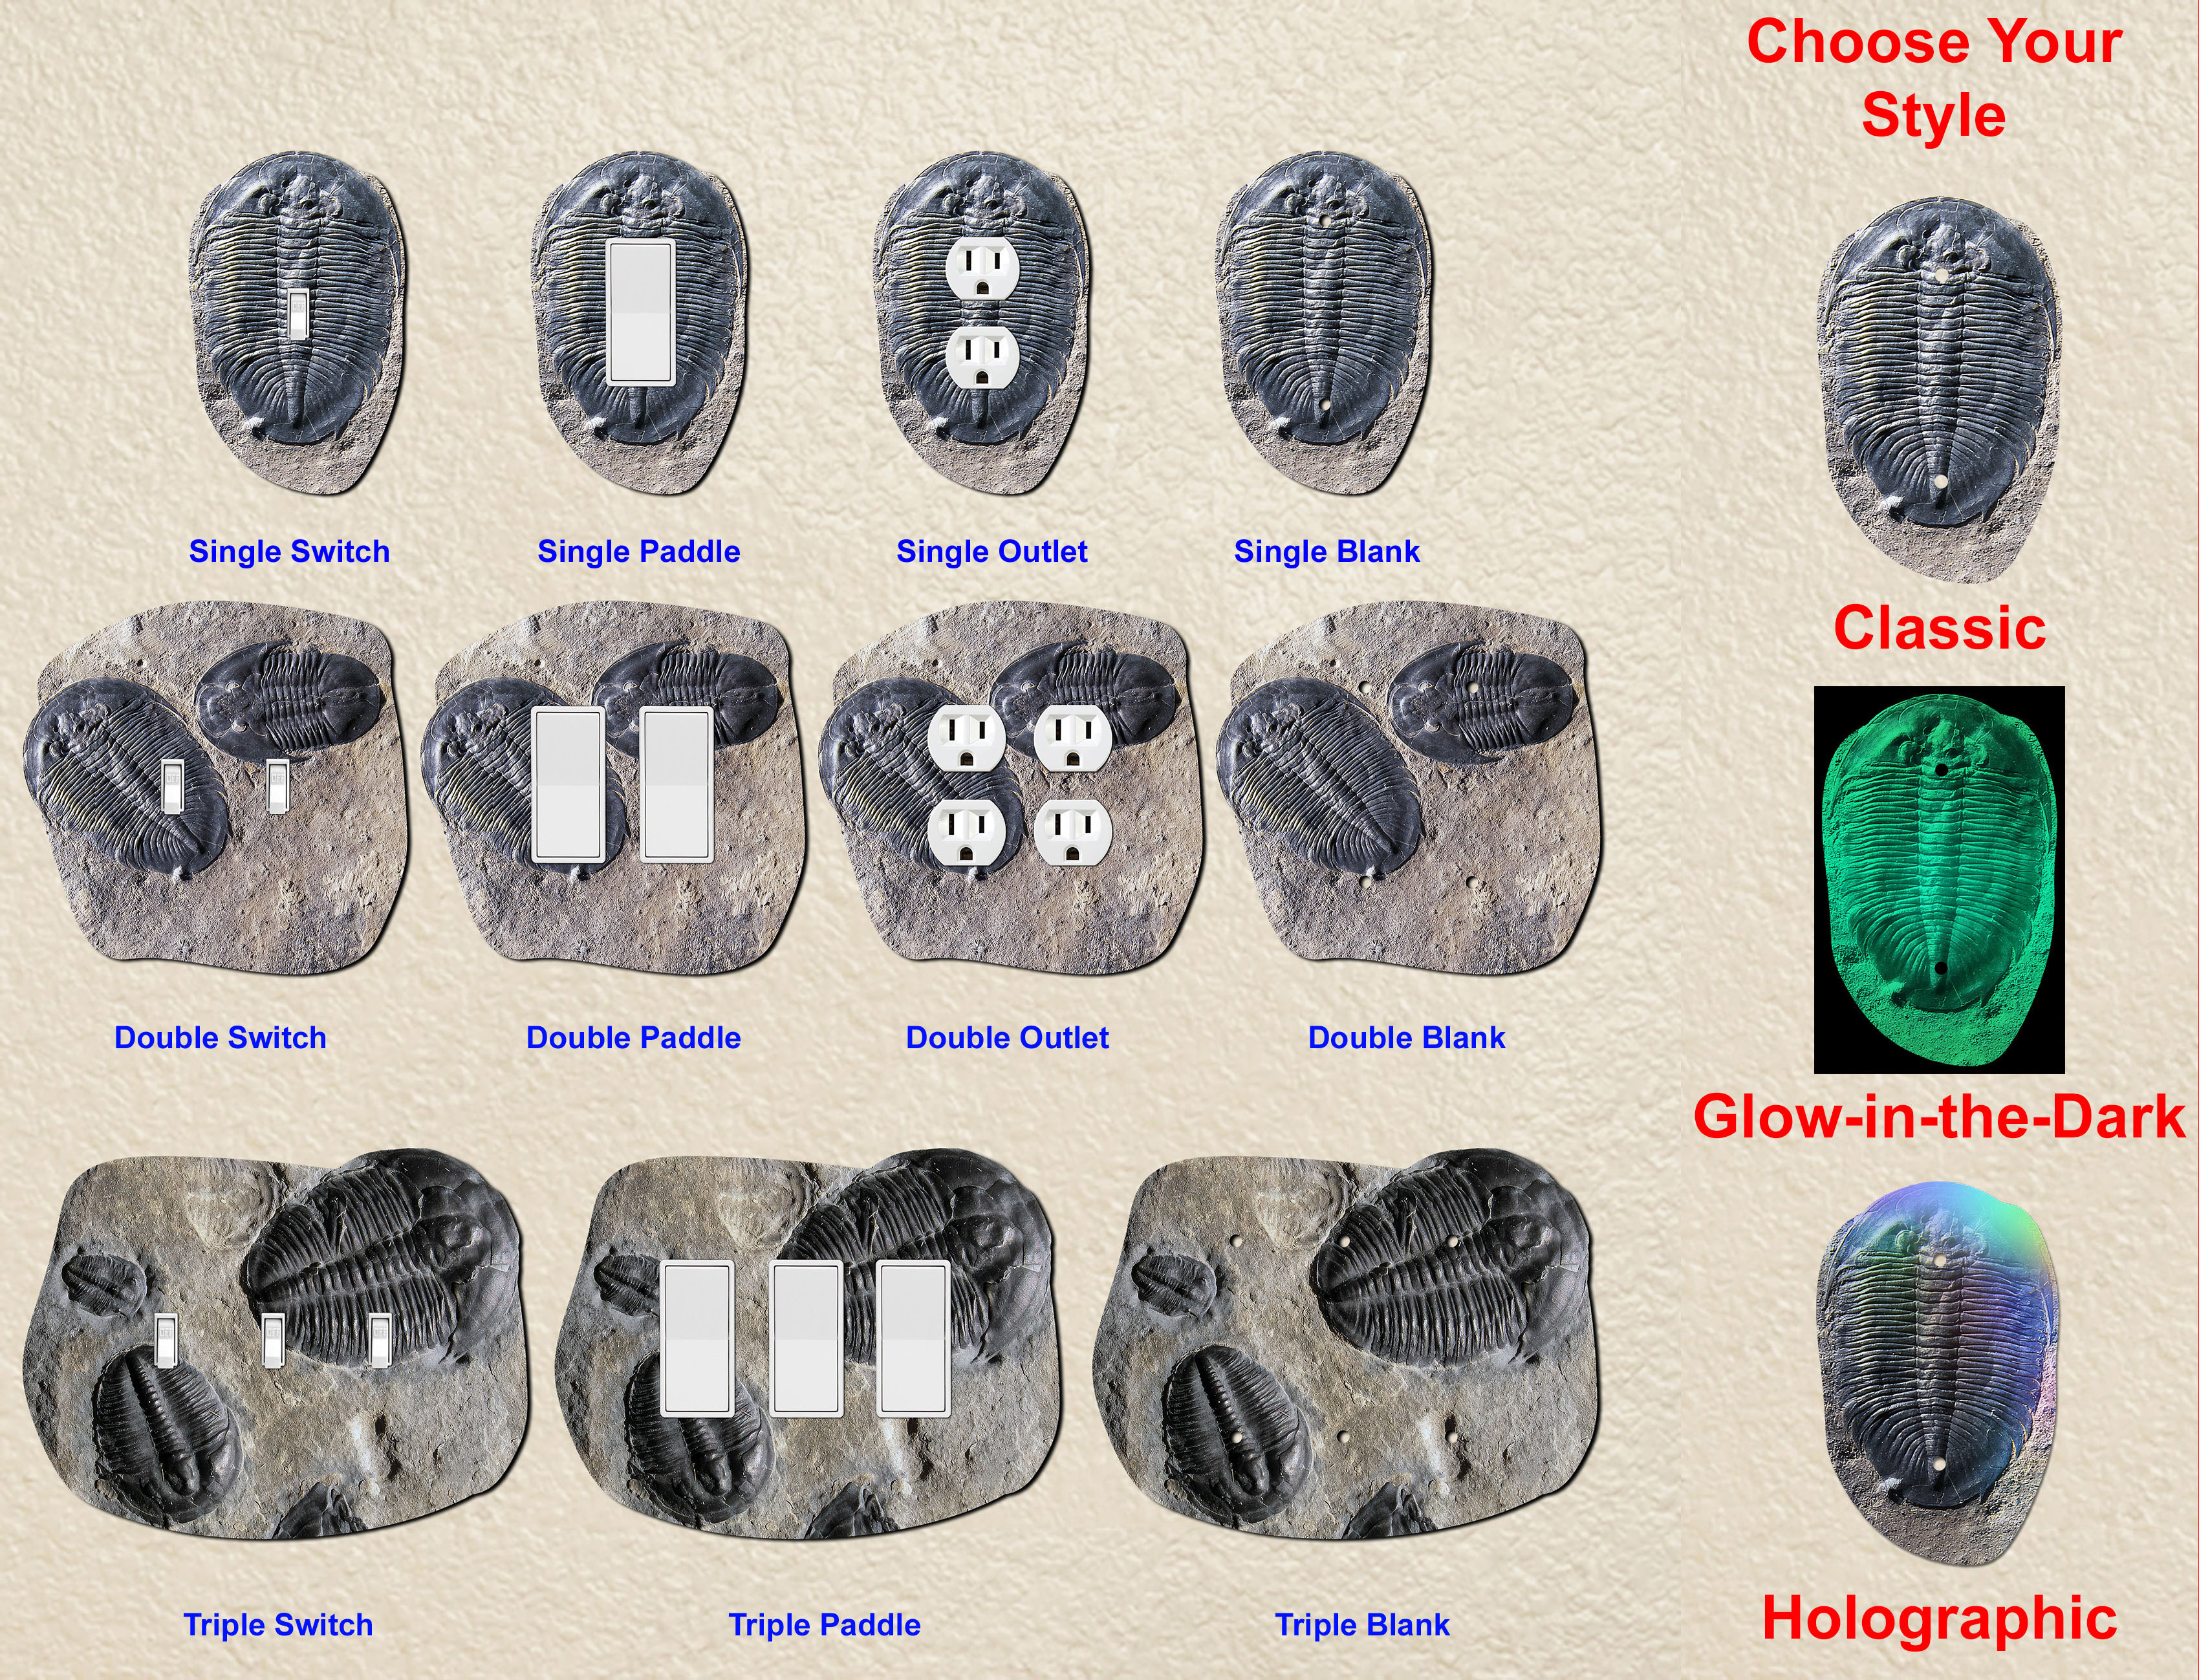 Choose Your
Style
Single Switch
Single Paddle
Single Outlet
Single Blank
Classic
Double Switch
Double Paddle
Double Outlet
Double Blank
Glow-in-the-Dark
Triple Switch
Triple Paddle
Triple Blank
Holographic